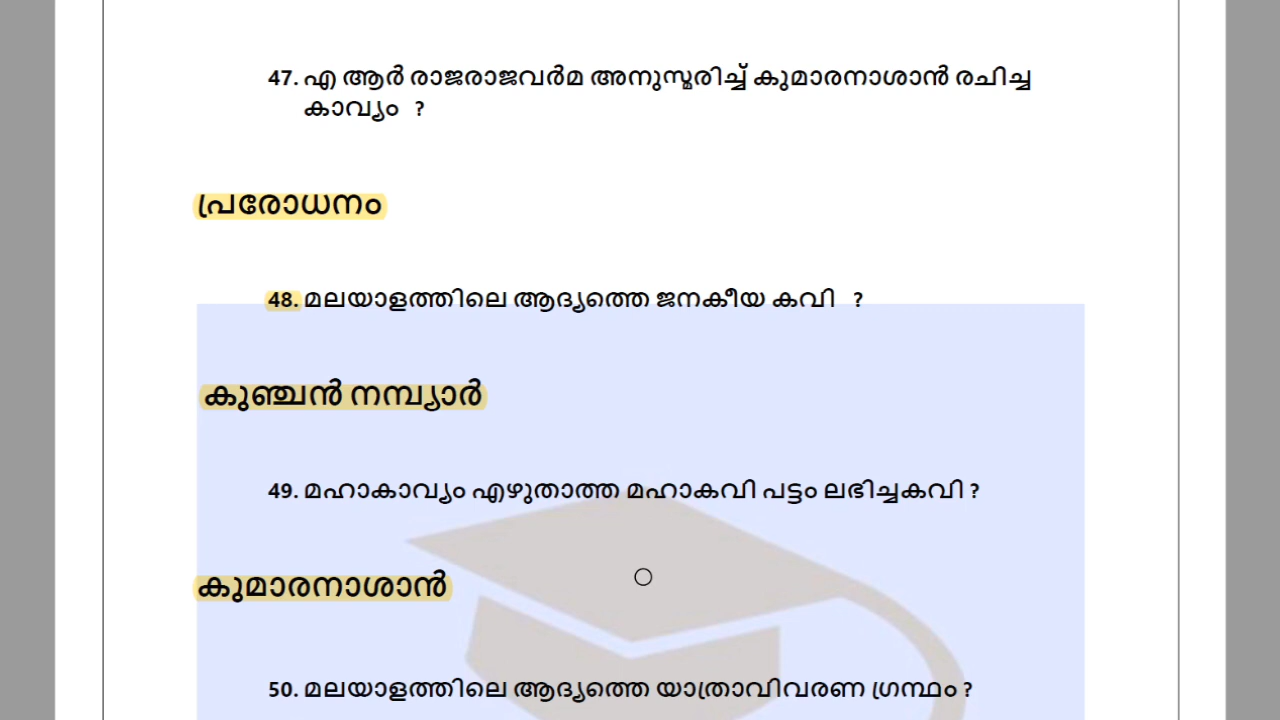 47. എ ആർ രാജരാജവർമ അനുസ്മരിച്ച് കുമാരനാശാൻ രചിച്ച
കാവ്യം ?
പ്രരോധനം
48. മലയാളത്തിലെ ആദ്യത്തെ ജനകീയ കവി ?
കുഞ്ചൻ നമ്പ്യാർ
49. മഹാകാവ്യം എഴുതാത്ത മഹാകവി പട്ടം ലഭിച്ചകവി ?
കുമാരനാശാൻ
50. മലയാളത്തിലെ ആദ്യത്തെ യാത്രാവിവരണ ഗ്രന്ഥം ?